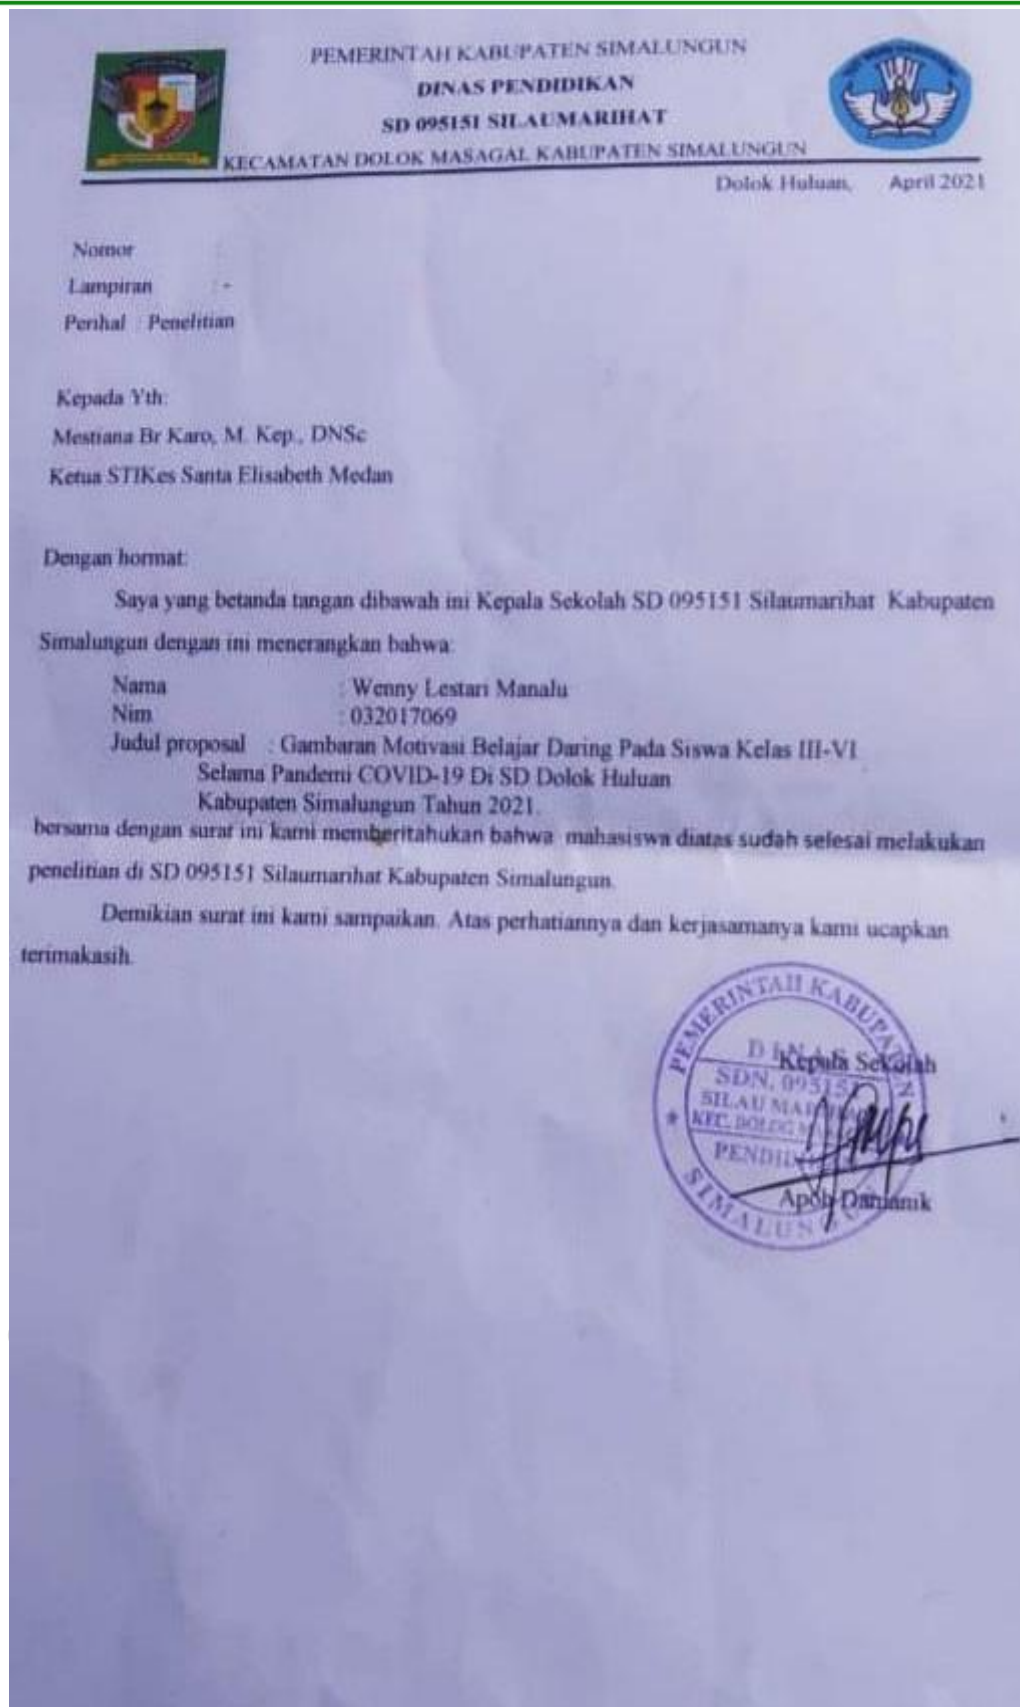 PEMERINTAH KABUPATEN SIMALUNGUN
DINAS PENDIDIKAN
SD 095151 SILAUMARIHAT
KECAMATAN DOLOK MASAGAL KABUPATEN SIMALUNGUN
Dolok Huluan, April 2021
Nomor :
Lampiran : -
Perihal : Penelitian
Kepada Yth:
Mestiana Br Karo, M. Kep., DNSc
Ketua STIKes Santa Elisabeth Medan
Dengan hormat:
Saya yang betanda tangan dibawah ini Kepala Sekolah SD 095151 Silaumarihat Kabupaten
Simalungun dengan ini menerangkan bahwa:
Nama : Wenny Lestari Manalu
Nim : 032017069
Judul proposal : Gambaran Motivasi Belajar Daring Pada Siswa Kelas III-VI
Selama Pandemi COVID-19 Di SD Dolok Huluan
Kabupaten Simalungun Tahun 2021.
bersama dengan surat ini kami memberitahukan bahwa mahasiswa diatas sudah selesai melakukan
penelitian di SD 095151 Silaumarihat Kabupaten Simalungun.
Demikian surat ini kami sampaikan. Atas perhatiannya dan kerjasamanya kami ucapkan
terimakasih.
PEMERINTAH KABUPATEN
DINAS
Kepala Sekolah
SDN. 095151
SILAU
KEC. DOLOG
SIMALUNGUN
Damanik